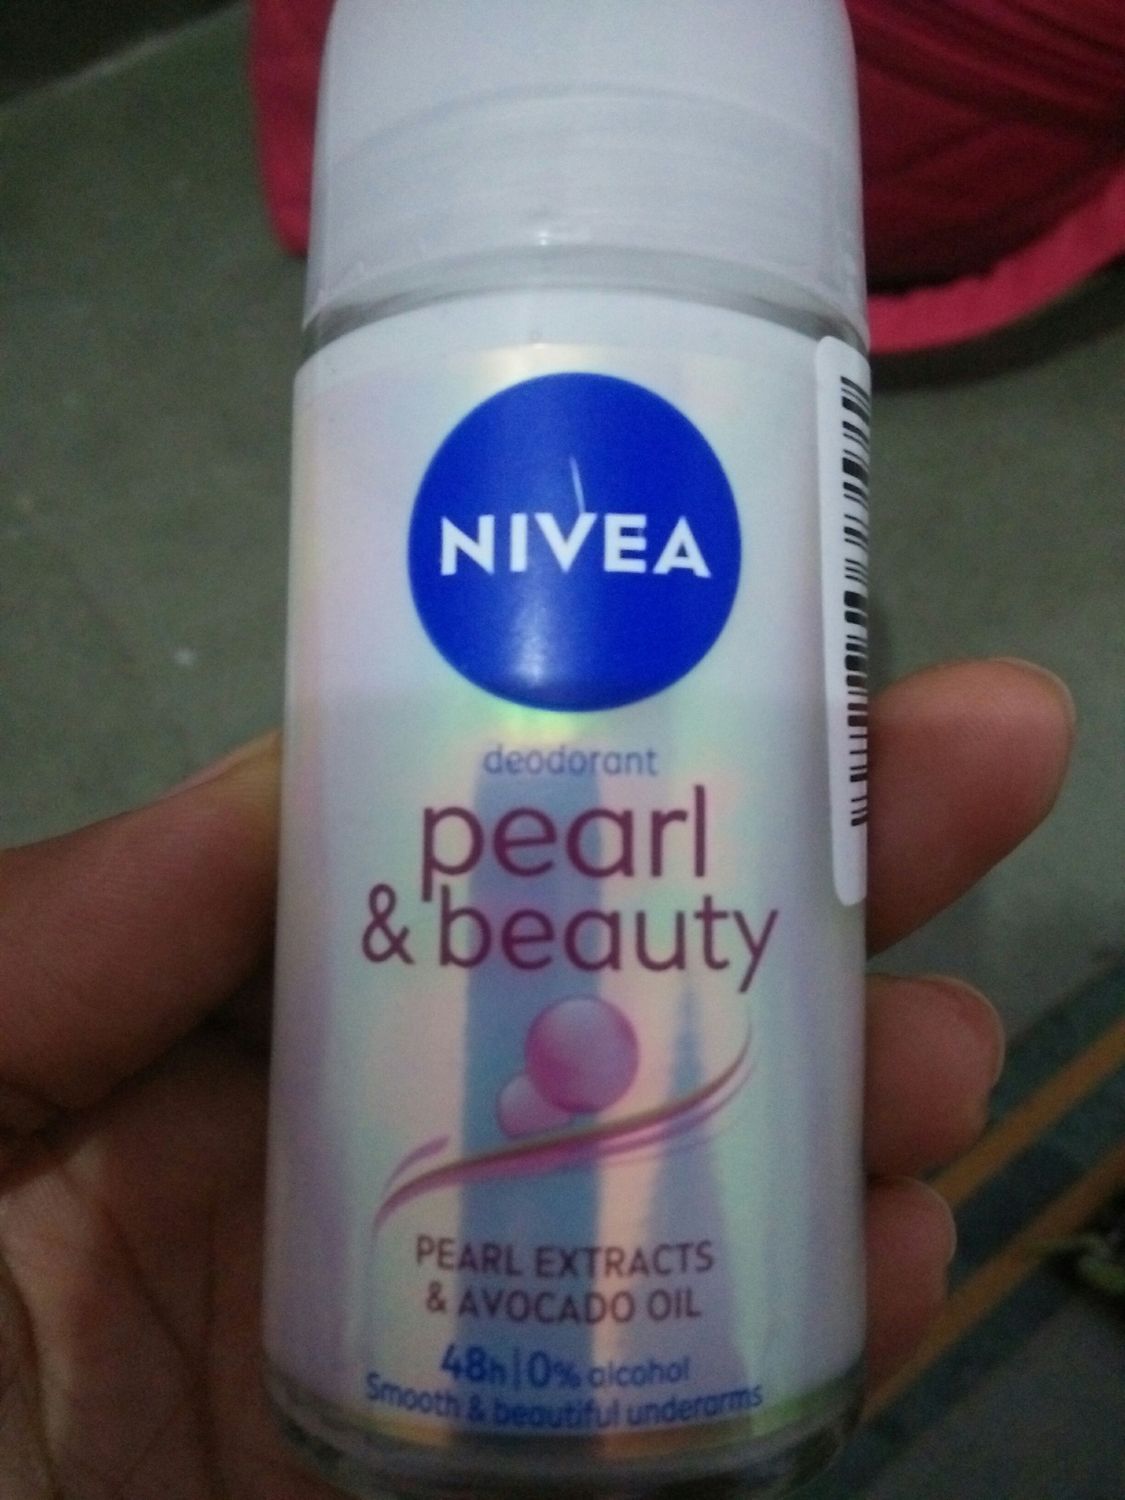 NIVEA
deodorant
pearl
& beauty
PEARL EXTRACTS
& AVOCADO OIL
48h|0% alcohol
Smooth & beautiful underarms